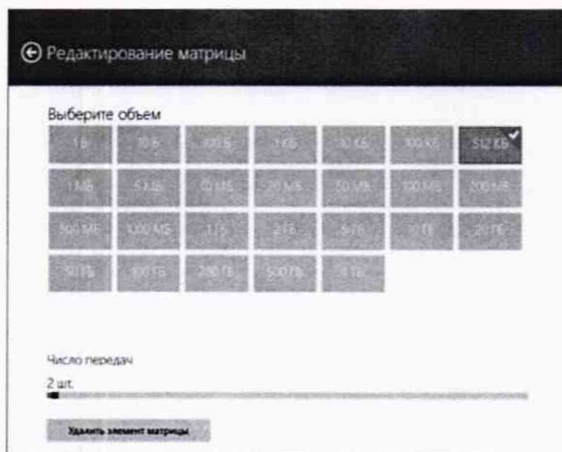 Редактирование матрицы
Выберите объем
1 Б 10 Б 100 Б 1 КБ 10 КБ 100 КБ 512 КБ
1 МБ 5 МБ 10 МБ 20 МБ 50 МБ 100 МБ 200 МБ
500 МБ 1000 МБ 1 ГБ 2 ГБ 5 ГБ 10 ГБ 20 ГБ
50 ГБ 100 ГБ 200 ГБ 500 ГБ
Число передач
2 шт.
Удалить элемент матрицы